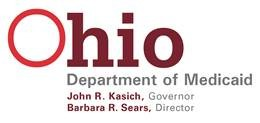 Ohio
Department of Medicaid
John R. Kasich, Governor
Barbara R. Sears, Director